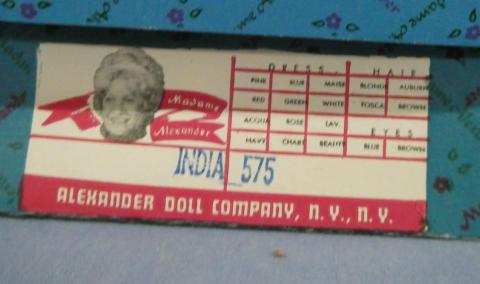 DRESS HAIR
PINK BLUE MAIZE BLONDE AUBURN
RED GREEN WHITE TOSCA BROWN
ACQUA ROSE LAV. EYES
NAVY CHART BEAUTY BLUE BROWN
Madame
Alexander
INDIA 575
ALEXANDER DOLL COMPANY, N.Y., N.Y.